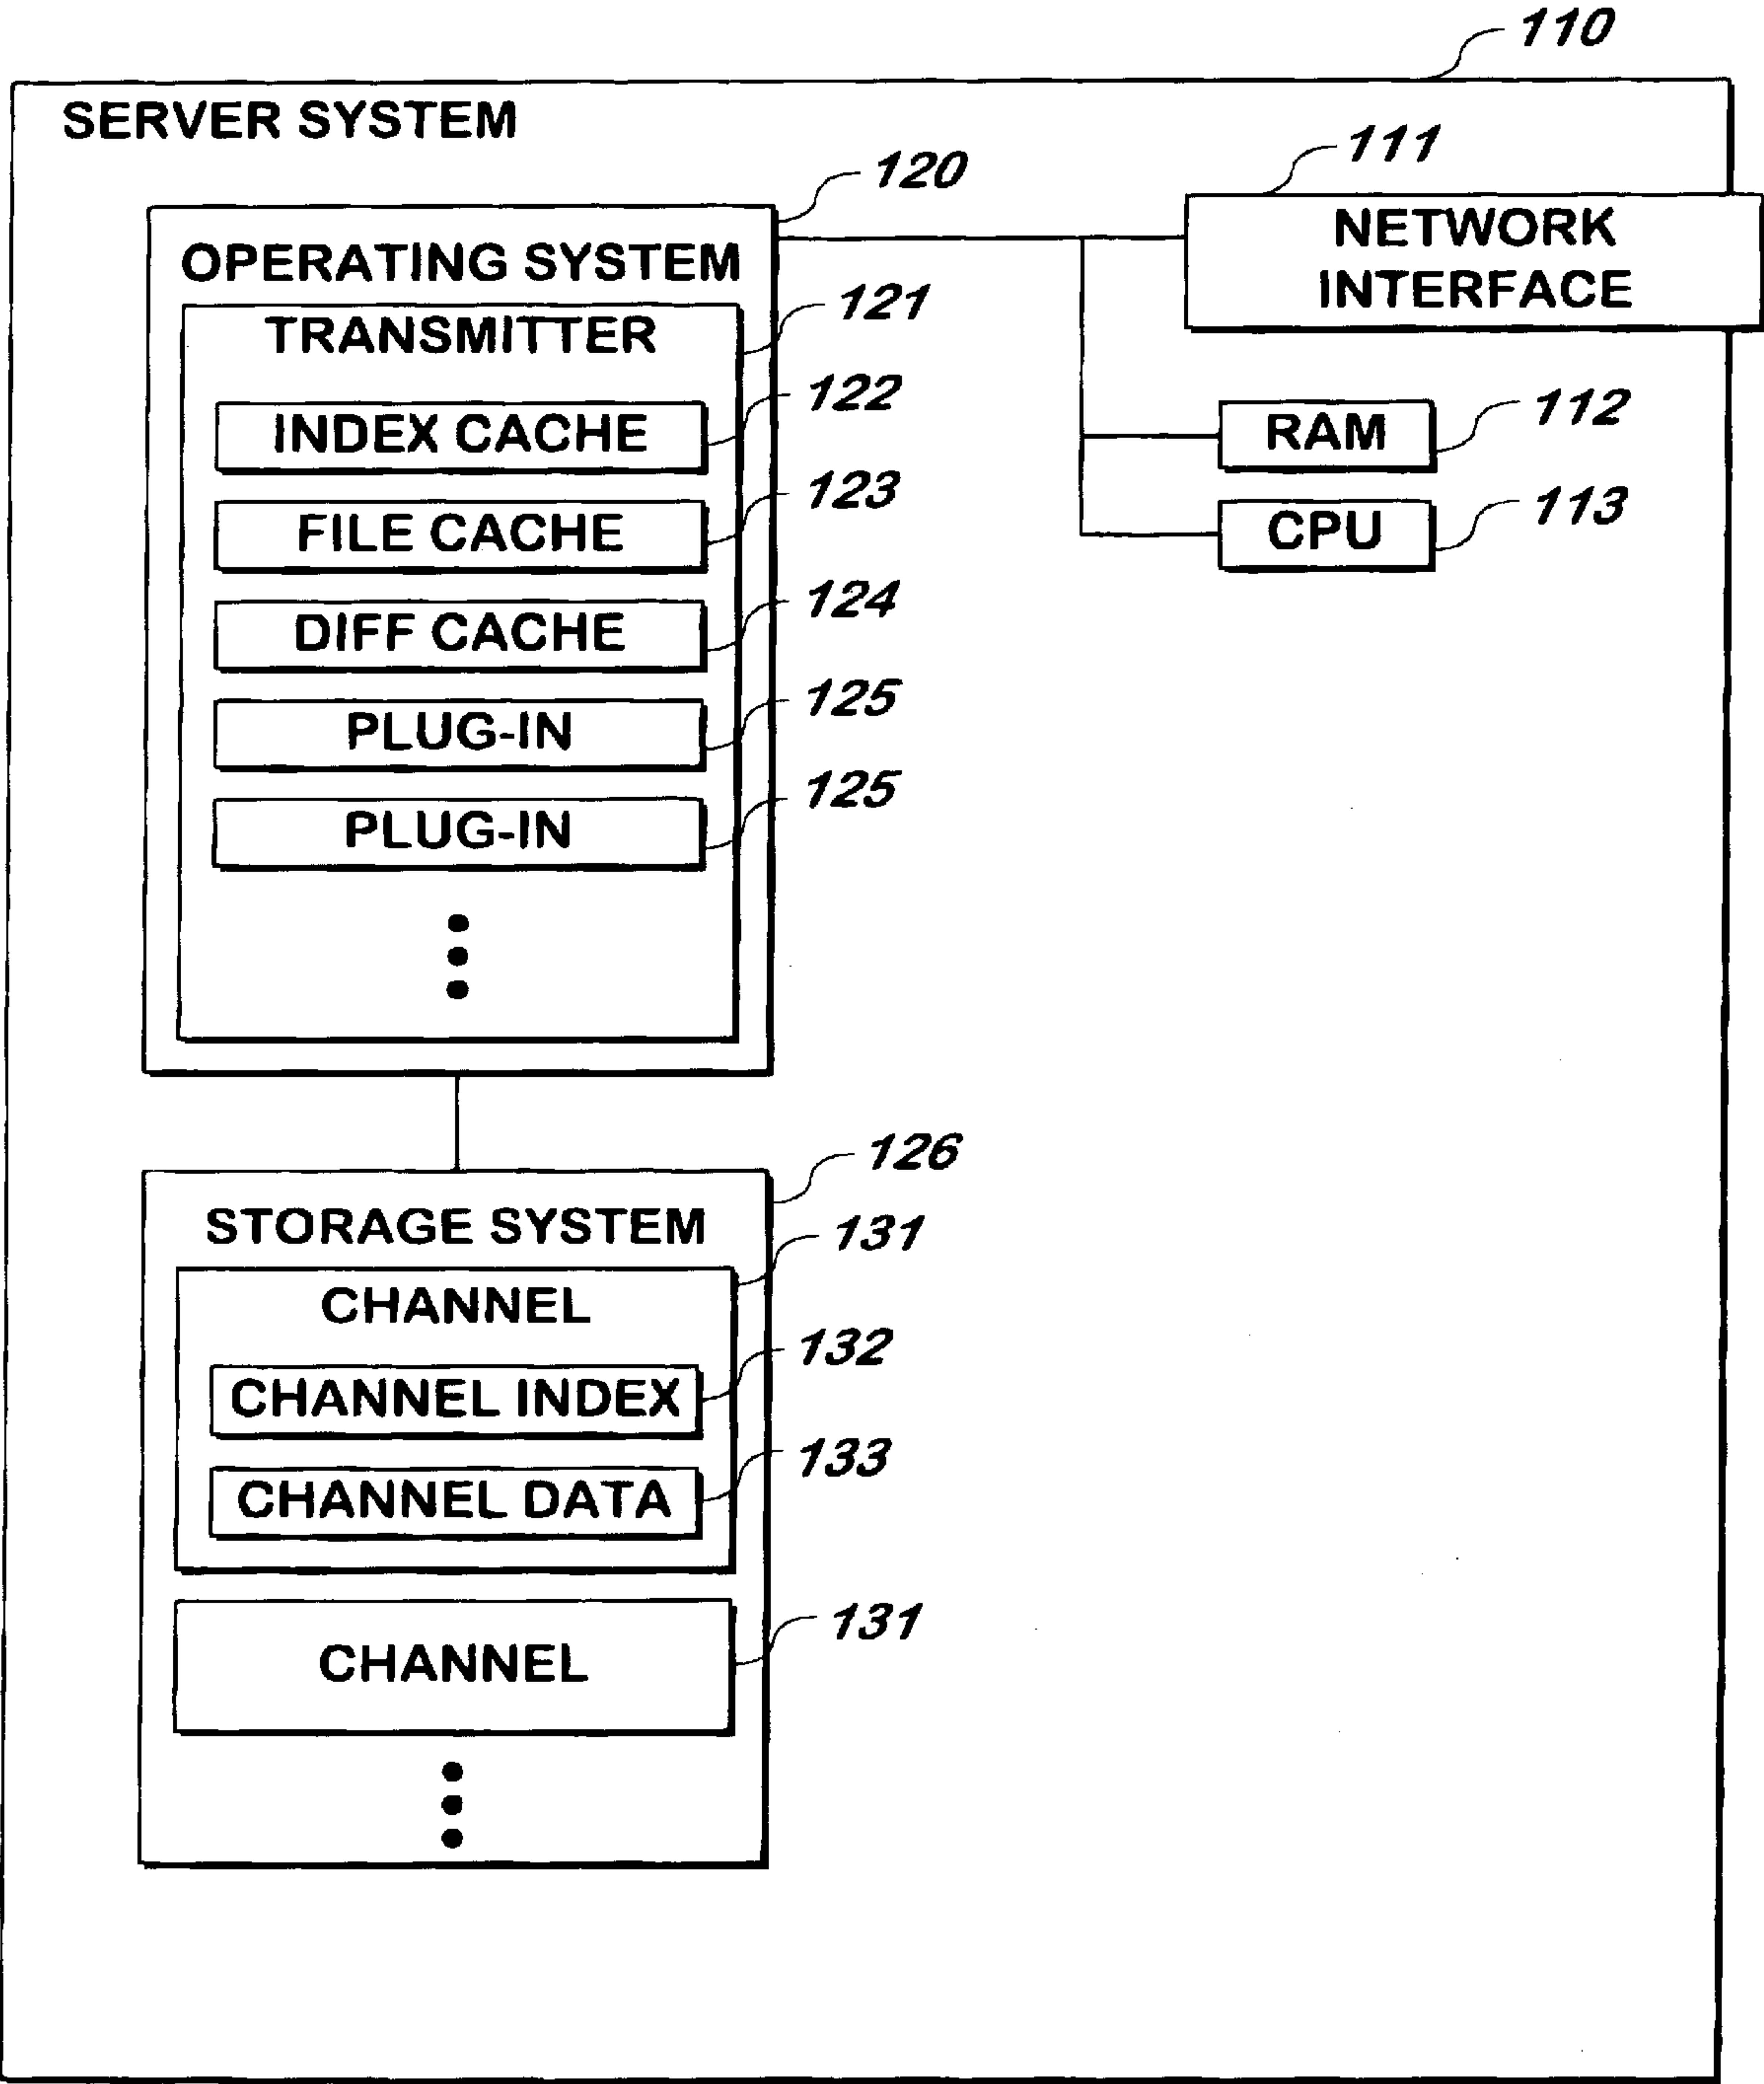 110
SERVER SYSTEM
111
120
NETWORK
INTERFACE
OPERATING SYSTEM
121
TRANSMITTER
122
INDEX CACHE
112
RAM
123
FILE CACHE
113
CPU
124
DIFF CACHE
125
PLUG-IN
125
PLUG-IN
126
STORAGE SYSTEM
131
CHANNEL
132
CHANNEL INDEX
133
CHANNEL DATA
131
CHANNEL